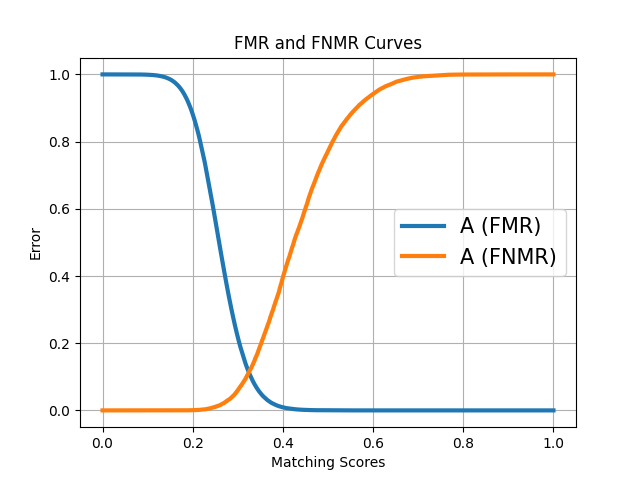 FMR and FNMR Curves
1.0
0.8
0.6
0.4
0.2
0.0
Error
A (FMR)
A (FNMR)
0.0 0.2 0.4 0.6 0.8 1.0
Matching Scores